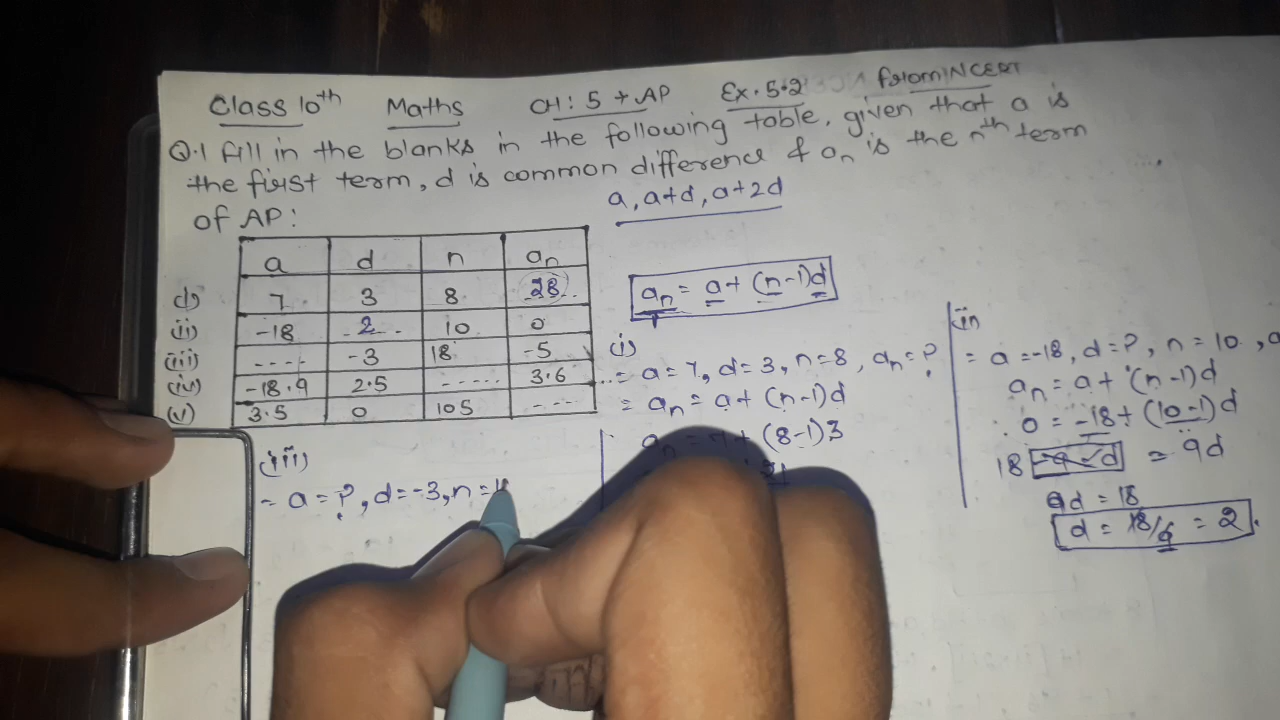 Class 10th Maths CH: 5 → AP Ex. 5.2 from NCERT
Q.1 Fill in the blanks in the following table, given that a is
the first term, d is common difference & an is the nth term
of AP:
a, a+d, a+2d
a d n an
(i) 7 3 8 28
(ii) -18 2 10 0
(iii) .... -3 18 -5
(iv) -18.9 2.5 ..... 3.6
(v) 3.5 0 105 ....
an = a + (n-1)d
(i)
= a = 7, d = 3, n = 8, an = ?
= an = a + (n-1)d
(8-1)3
(ii)
= a = -18, d = ?, n = 10,
an = a + (n-1)d
0 = -18 + (10-1)d
18 = 9d
9d = 18
d = 18/9 = 2
(iii)
= a = ?, d = -3, n =